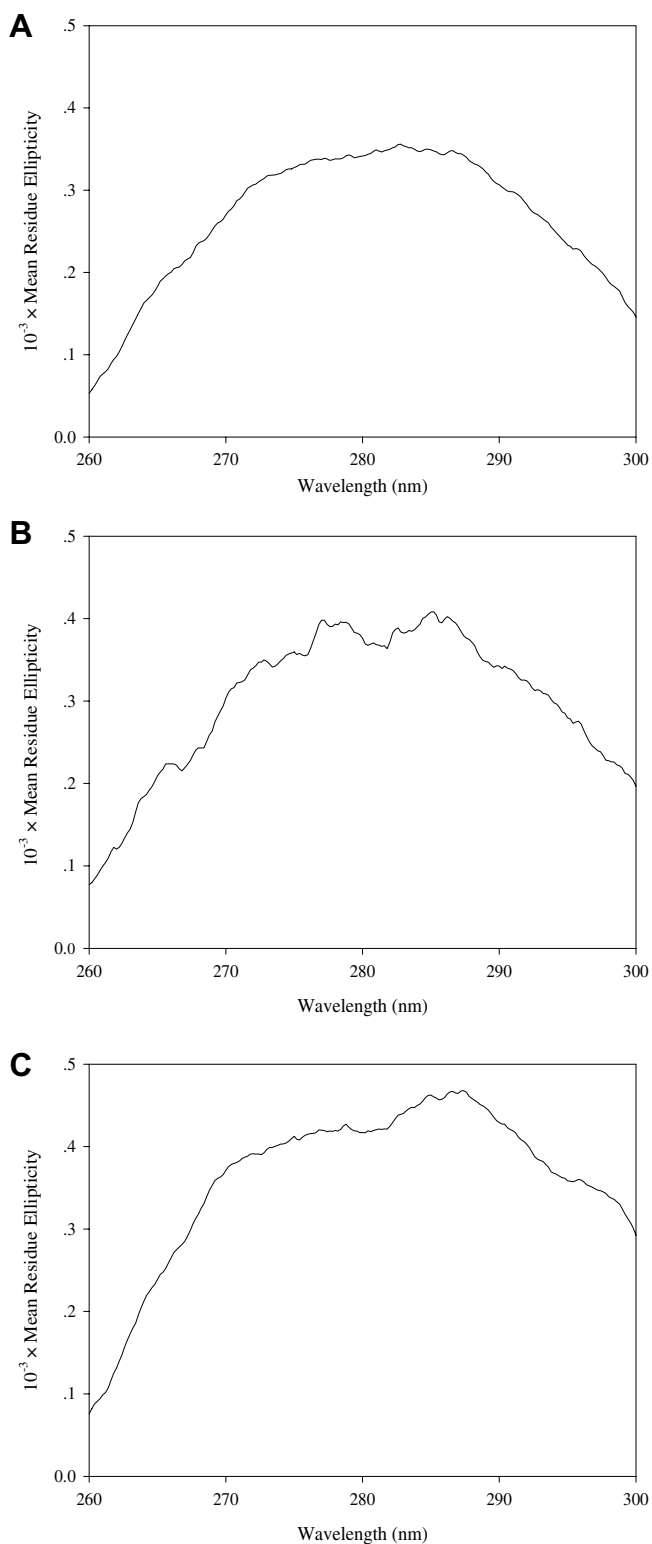 A
.5
.4
.3
.2
.1
0.0
10⁻³ × Mean Residue Ellipticity
260 270 280 290 300
Wavelength (nm)
B
.5
.4
.3
.2
.1
0.0
10⁻³ × Mean Residue Ellipticity
260 270 280 290 300
Wavelength (nm)
C
.5
.4
.3
.2
.1
0.0
10⁻³ × Mean Residue Ellipticity
260 270 280 290 300
Wavelength (nm)